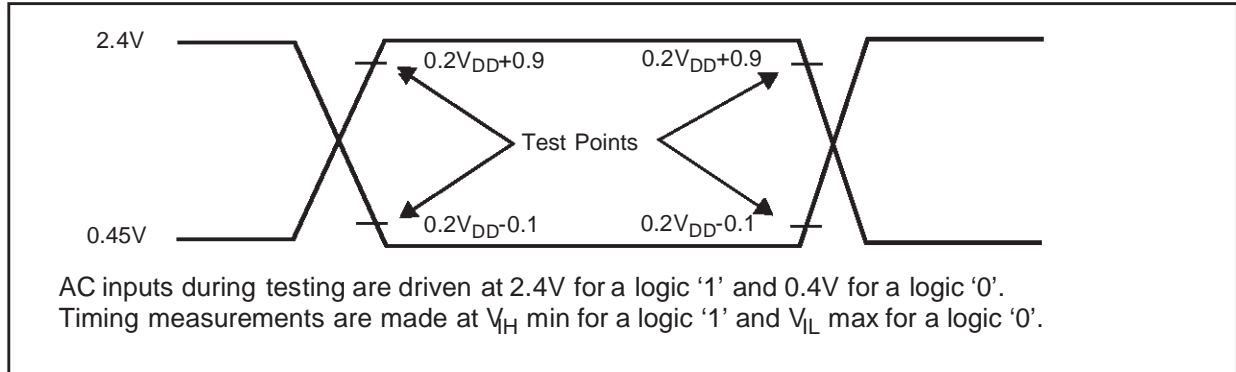 2.4V
0.2VDD+0.9 0.2VDD+0.9
Test Points
0.45V 0.2VDD-0.1 0.2VDD-0.1
AC inputs during testing are driven at 2.4V for a logic ‘1’ and 0.4V for a logic ‘0’.
Timing measurements are made at VIH min for a logic ‘1’ and VIL max for a logic ‘0’.